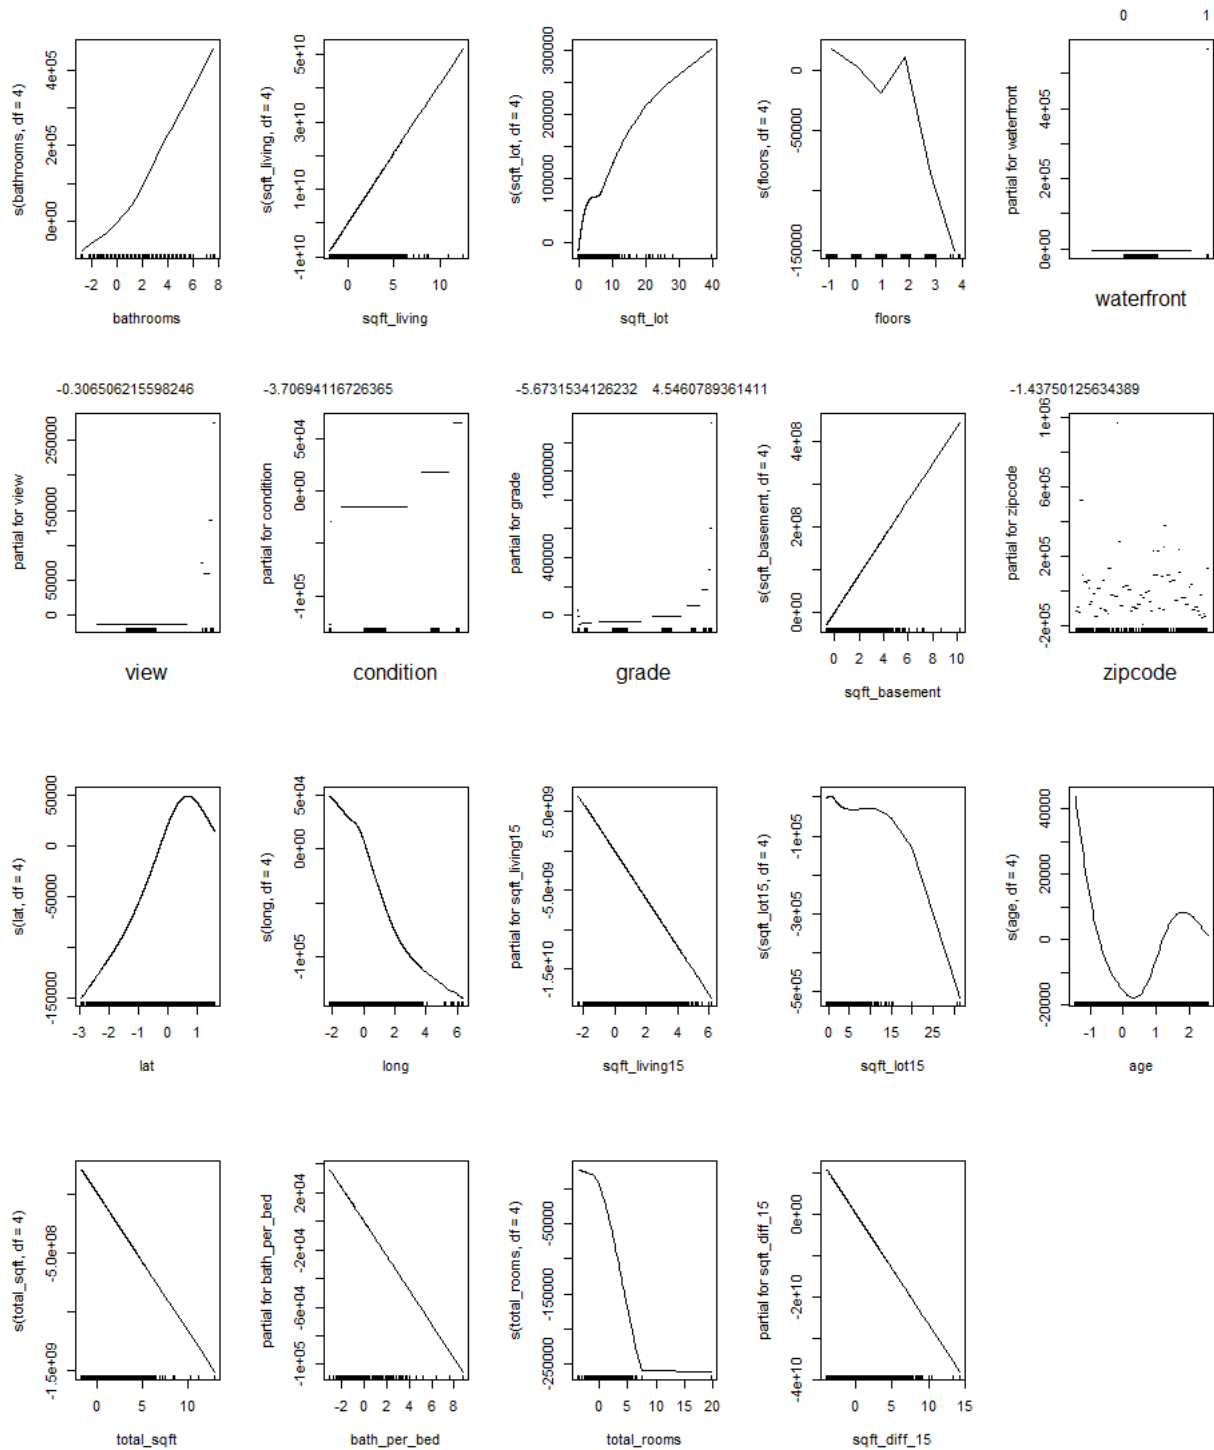 0 1
s(bathrooms, df = 4)
0e+00 2e+05 4e+05
-2 0 2 4 6 8
bathrooms
s(sqft_living, df = 4)
-1e+10 1e+10 3e+10 5e+10
0 5 10
sqft_living
s(sqft_lot, df = 4)
0 100000 200000 300000
0 10 20 30 40
sqft_lot
s(floors, df = 4)
-150000 -50000 0
-1 0 1 2 3 4
floors
partial for waterfront
0e+00 2e+05 4e+05
waterfront
-0.306506215598246
partial for view
0 50000 150000 250000
view
-3.70694116726365
partial for condition
-1e+05 0e+00 5e+04
condition
-5.6731534126232 4.5460789361411
partial for grade
0 400000 1000000
grade
s(sqft_basement, df = 4)
0e+00 2e+08 4e+08
0 2 4 6 8 10
sqft_basement
-1.43750125634389
partial for zipcode
-2e+05 2e+05 6e+05 1e+06
zipcode
s(lat, df = 4)
-150000 -50000 0 50000
-3 -2 -1 0 1
lat
s(long, df = 4)
-1e+05 0e+00 5e+04
-2 0 2 4 6
long
partial for sqft_living15
-1.5e+10 -5.0e+09 5.0e+09
-2 0 2 4 6
sqft_living15
s(sqft_lot15, df = 4)
-5e+05 -3e+05 -1e+05
0 5 15 25
sqft_lot15
s(age, df = 4)
-20000 0 20000 40000
-1 0 1 2
age
s(total_sqft, df = 4)
-1.5e+09 -5.0e+08
0 5 10
total_sqft
partial for bath_per_bed
-1e+05 -6e+04 -2e+04 2e+04
-2 0 2 4 6 8
bath_per_bed
s(total_rooms, df = 4)
-250000 -150000 -50000
0 5 10 15 20
total_rooms
partial for sqft_diff_15
-4e+10 -2e+10 0e+00
0 5 10 15
sqft_diff_15